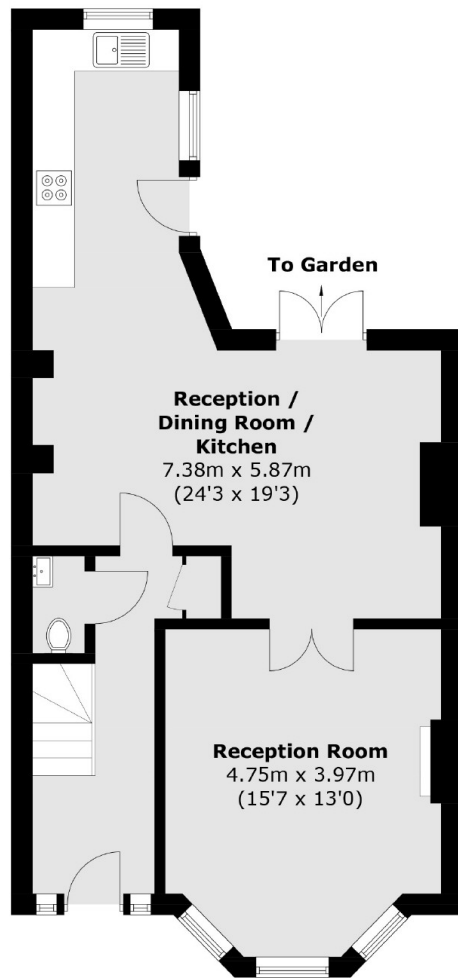 To Garden
Reception /
Dining Room /
Kitchen
7.38m x 5.87m
(24'3 x 19'3)
Reception Room
4.75m x 3.97m
(15'7 x 13'0)